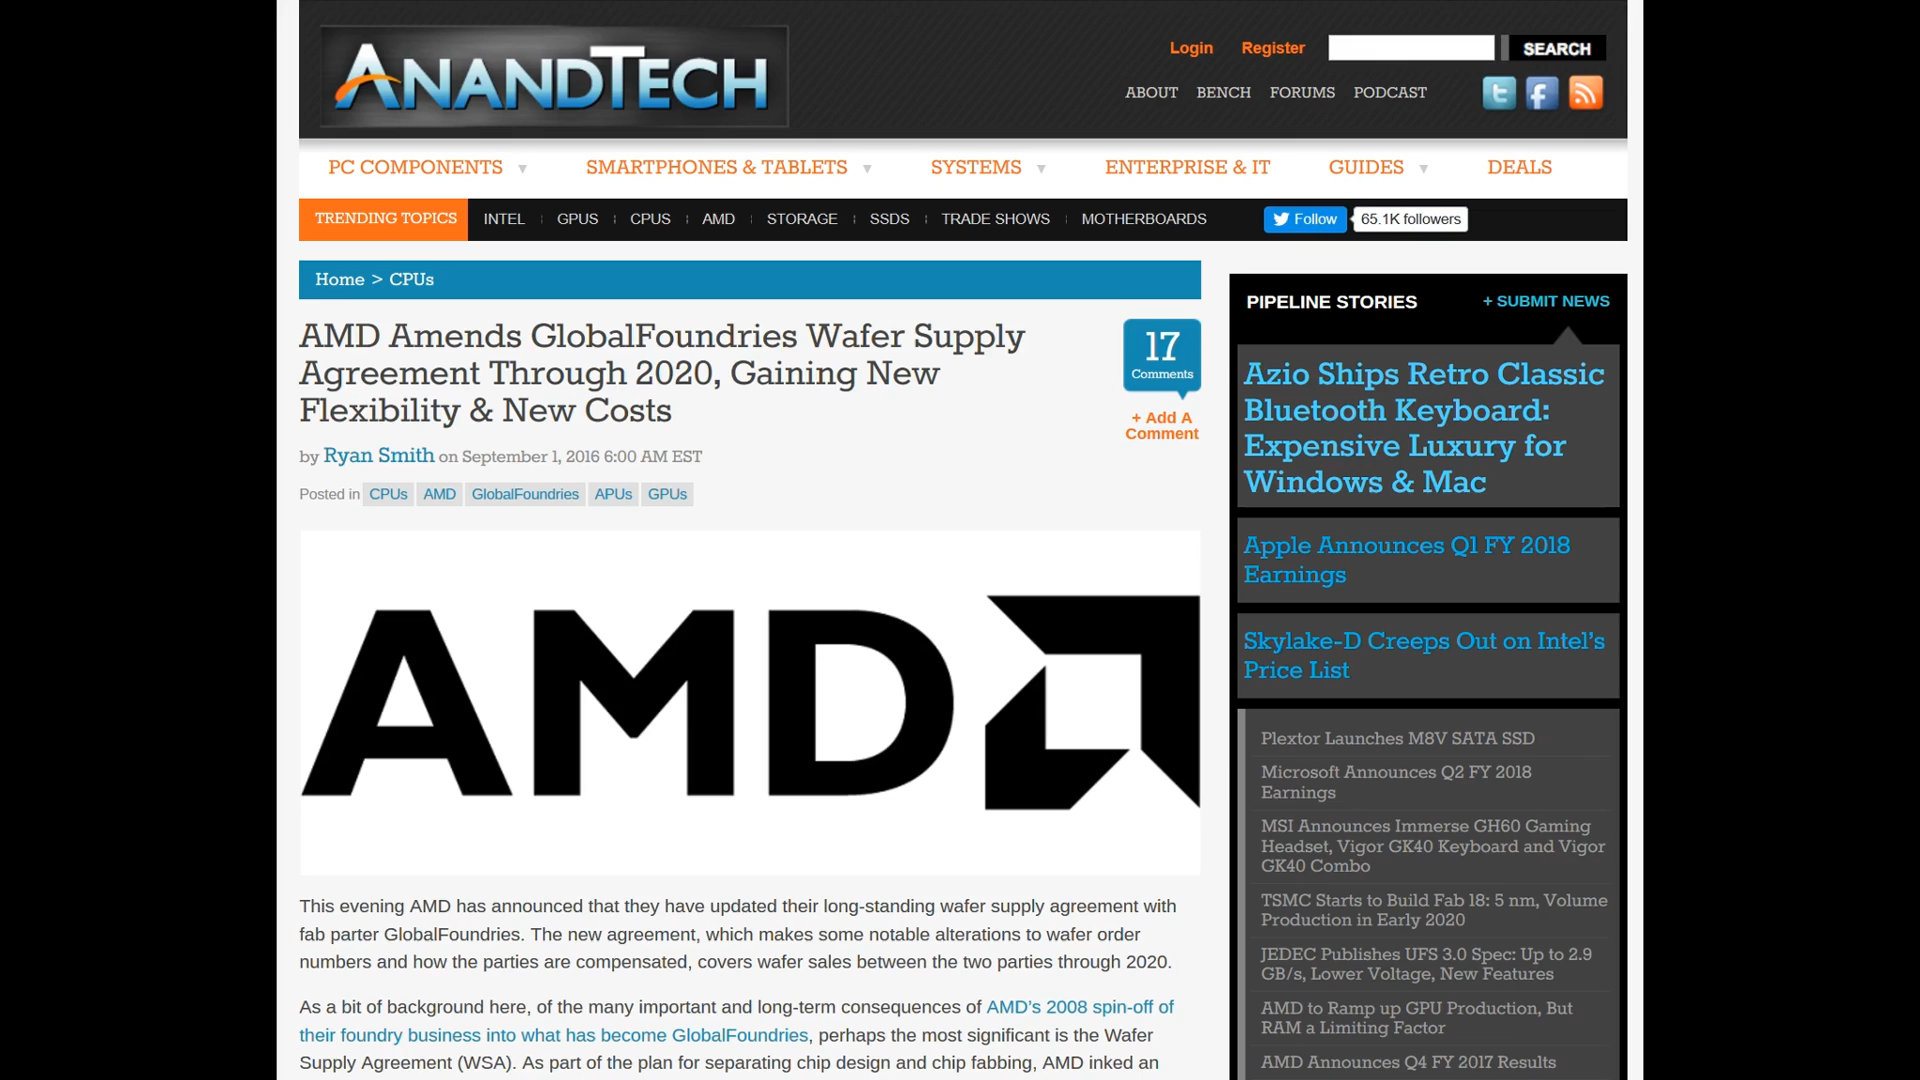 ANANDTECH
Login Register SEARCH
ABOUT BENCH FORUMS PODCAST
PC COMPONENTS SMARTPHONES & TABLETS SYSTEMS ENTERPRISE & IT GUIDES DEALS
TRENDING TOPICS INTEL GPUS CPUS AMD STORAGE SSDS TRADE SHOWS MOTHERBOARDS Follow 65.1K followers
Home > CPUs
AMD Amends GlobalFoundries Wafer Supply
Agreement Through 2020, Gaining New
Flexibility & New Costs
by Ryan Smith on September 1, 2016 6:00 AM EST
Posted in CPUs AMD GlobalFoundries APUs GPUs
17
Comments
+ Add A
Comment
AMD
This evening AMD has announced that they have updated their long-standing wafer supply agreement with
fab parter GlobalFoundries. The new agreement, which makes some notable alterations to wafer order
numbers and how the parties are compensated, covers wafer sales between the two parties through 2020.
As a bit of background here, of the many important and long-term consequences of AMD's 2008 spin-off of
their foundry business into what has become GlobalFoundries, perhaps the most significant is the Wafer
Supply Agreement (WSA). As part of the plan for separating chip design and chip fabbing, AMD inked an
PIPELINE STORIES + SUBMIT NEWS
Azio Ships Retro Classic
Bluetooth Keyboard:
Expensive Luxury for
Windows & Mac
Apple Announces Q1 FY 2018
Earnings
Skylake-D Creeps Out on Intel's
Price List
Plextor Launches M8V SATA SSD
Microsoft Announces Q2 FY 2018
Earnings
MSI Announces Immerse GH60 Gaming
Headset, Vigor GK40 Keyboard and Vigor
GK40 Combo
TSMC Starts to Build Fab 18: 5 nm, Volume
Production in Early 2020
JEDEC Publishes UFS 3.0 Spec: Up to 2.9
GB/s, Lower Voltage, New Features
AMD to Ramp up GPU Production, But
RAM a Limiting Factor
AMD Announces Q4 FY 2017 Results